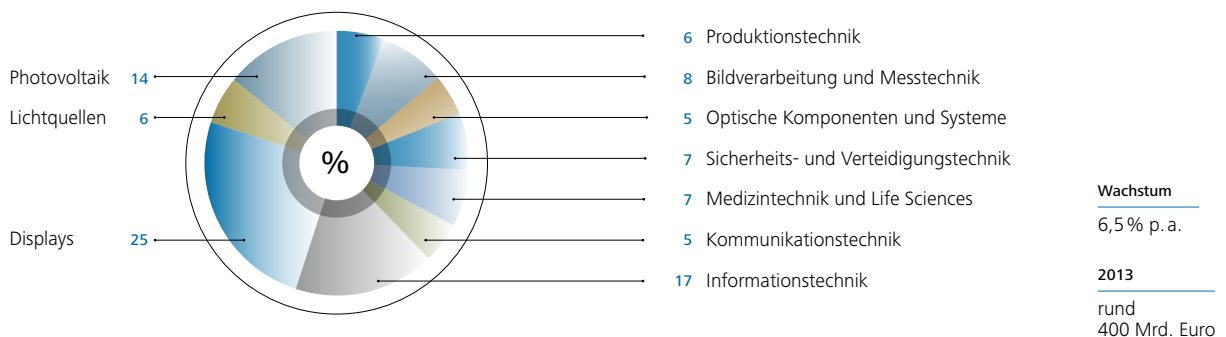 Photovoltaik 14
Lichtquellen 6
Displays 25
%
6 Produktionstechnik
8 Bildverarbeitung und Messtechnik
5 Optische Komponenten und Systeme
7 Sicherheits- und Verteidigungstechnik
7 Medizintechnik und Life Sciences
5 Kommunikationstechnik
17 Informationstechnik
Wachstum
6,5 % p. a.
2013
rund
400 Mrd. Euro